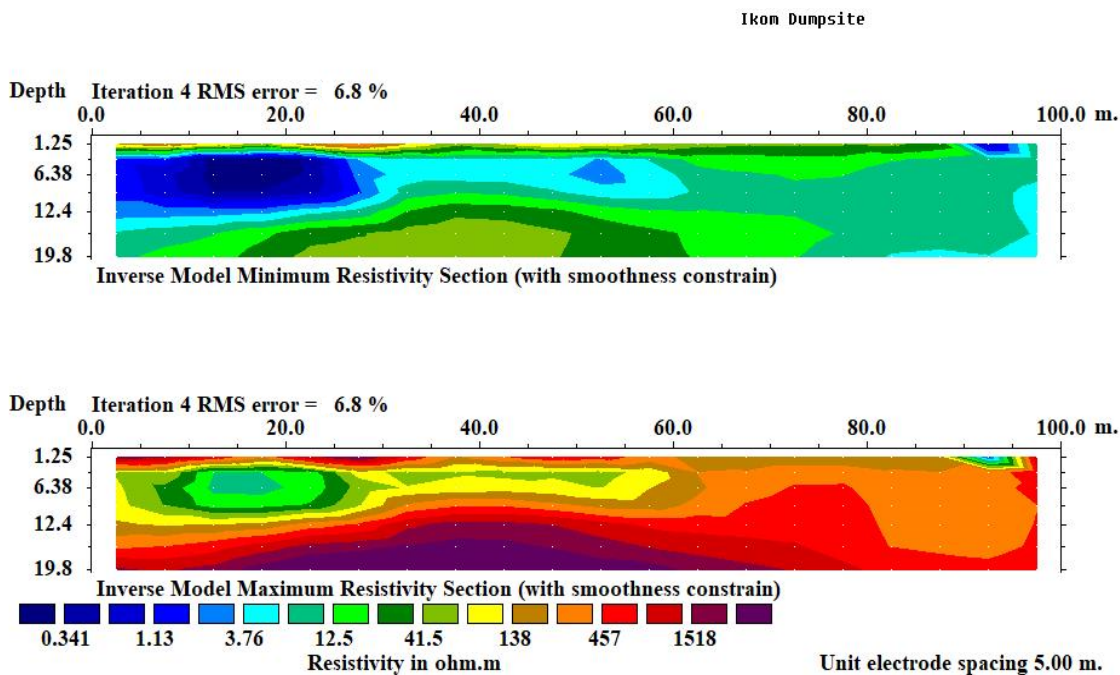 Ikom Dumpsite
Depth Iteration 4 RMS error = 6.8 %
0.0 20.0 40.0 60.0 80.0 100.0 m.
1.25
6.38
12.4
19.8
Inverse Model Minimum Resistivity Section (with smoothness constrain)
Depth Iteration 4 RMS error = 6.8 %
0.0 20.0 40.0 60.0 80.0 100.0 m.
1.25
6.38
12.4
19.8
Inverse Model Maximum Resistivity Section (with smoothness constrain)
0.341 1.13 3.76 12.5 41.5 138 457 1518
Resistivity in ohm.m Unit electrode spacing 5.00 m.